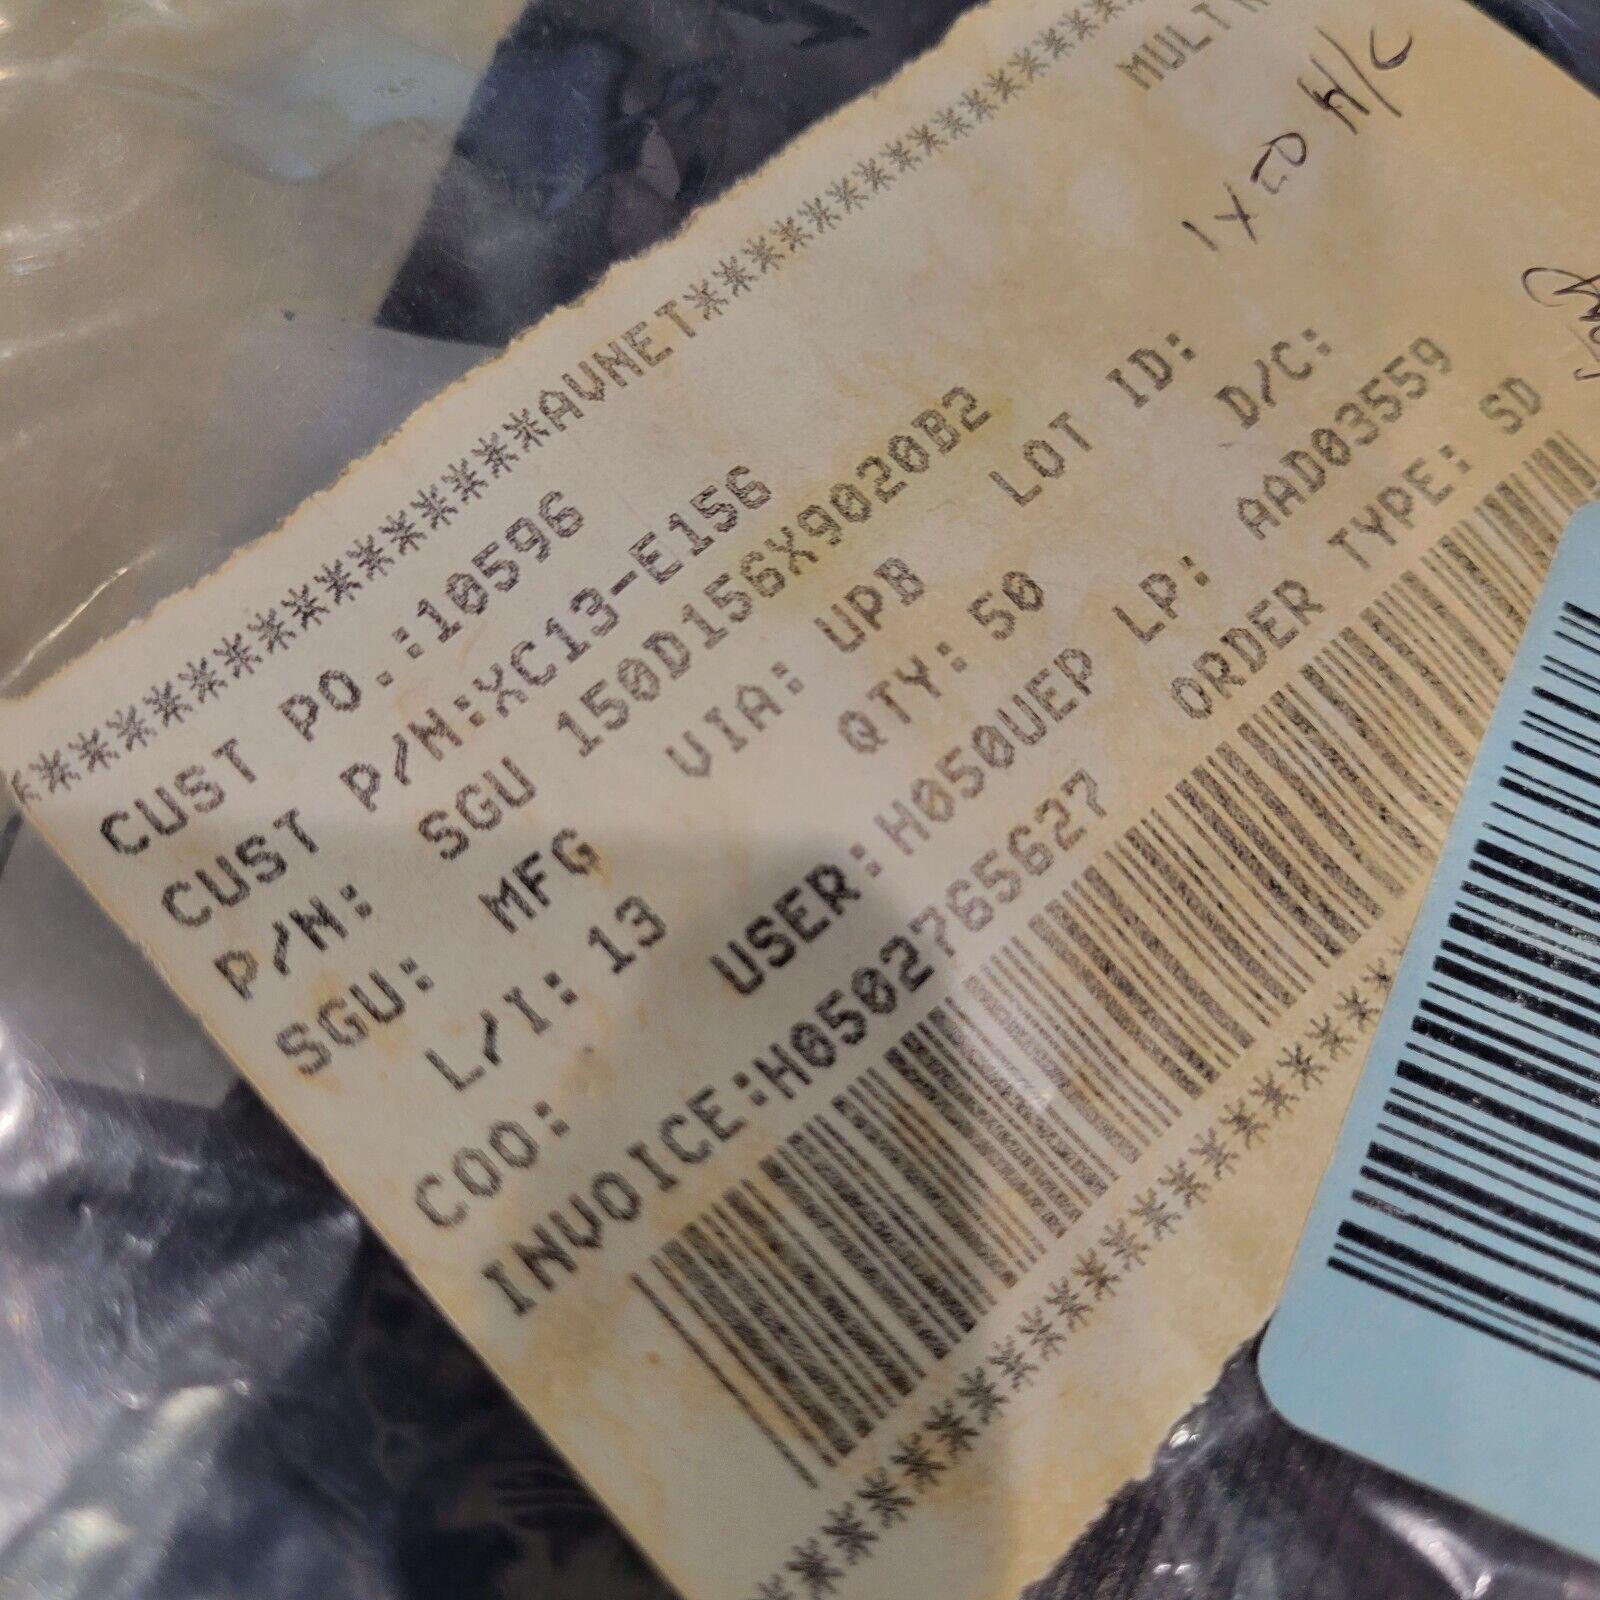 ***********************AVNET*********************
MULT
CUST PO.:10596
CUST P/N:XC13-E156
P/N: SGU 150D156X9020B2
SGU: MFG VIA: UPB LOT ID:
L/I: 13 QTY: 50 D/C:
COO: USER:H050UEP LP: AAD03559
INVOICE:H0502765627 ORDER TYPE: SD